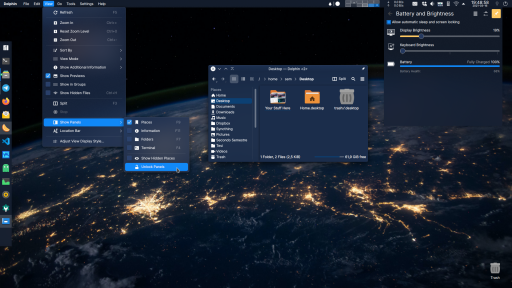 Dolphin File Edit View Go Tools Settings Help
Refresh F5
Zoom In
Reset Zoom Level
Zoom Out
Sort By
View Mode
Show Additional Information
Show Previews
Show in Groups
Show Hidden Files
Split
Show Panels
Location Bar
Adjust View Display Style...
Places
Information
Folders
Terminal
Show Hidden Places
Unlock Panels
Desktop — Dolphin
home
Desktop
Split
Places
Home
Desktop
Documents
Downloads
Music
Dropbox
Syncthing
Pictures
Test
Videos
Trash
Your Stuff Here
Home.desktop
trash:/.desktop
1 Folder, 2 Files (2,5 KiB)
free
Battery and Brightness
Allow automatic sleep and screen locking
Display Brightness
Keyboard Brightness
Battery Fully Charged 100%
Battery Health
Trash